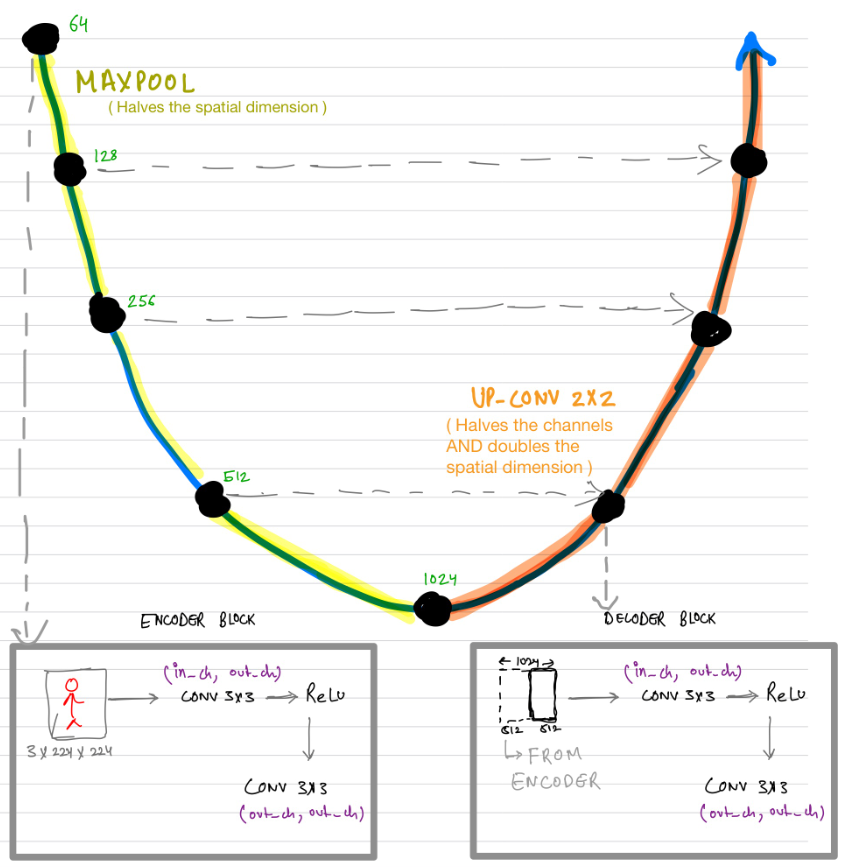 64
MAXPOOL
( Halves the spatial dimension )
128
256
UP-CONV 2x2
( Halves the channels
AND doubles the
spatial dimension )
512
1024
ENCODER BLOCK
DECODER BLOCK
(in_ch, out_ch)
CONV 3x3
ReLu
3 x 224 x 224
CONV 3x3
(out_ch, out_ch)
1024
(in_ch, out_ch)
CONV 3x3
ReLu
512 512
FROM
ENCODER
CONV 3x3
(out_ch, out_ch)